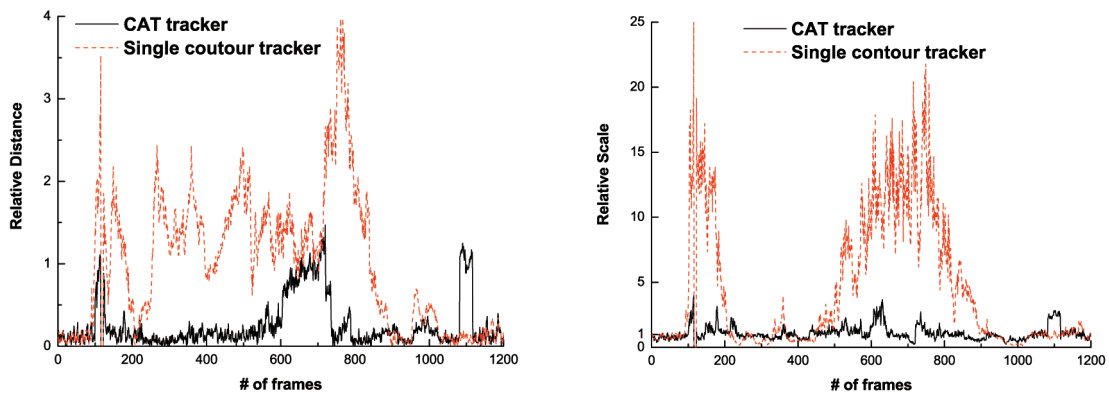 CAT tracker
Single coutour tracker
Relative Distance
4
3
2
1
0
0 200 400 600 800 1000 1200
# of frames
CAT tracker
Single contour tracker
Relative Scale
25
20
15
10
5
1
0
0 200 400 600 800 1000 1200
# of frames